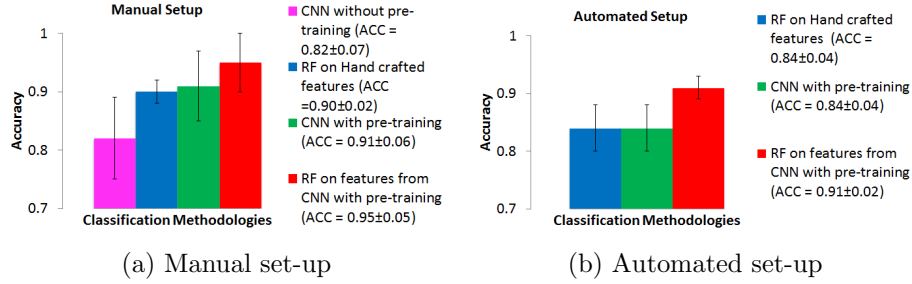 Manual Setup
Accuracy
1
0.9
0.8
0.7
Classification Methodologies
CNN without pre-
training (ACC =
0.82±0.07)
RF on Hand crafted
features (ACC
=0.90±0.02)
CNN with pre-training
(ACC = 0.91±0.06)
RF on features from
CNN with pre-training
(ACC = 0.95±0.05)
(a) Manual set-up
Automated Setup
Accuracy
1
0.9
0.8
0.7
Classification Methodologies
RF on Hand crafted
features (ACC =
0.84±0.04)
CNN with pre-training
(ACC = 0.84±0.04)
RF on features from
CNN with pre-training
(ACC = 0.91±0.02)
(b) Automated set-up